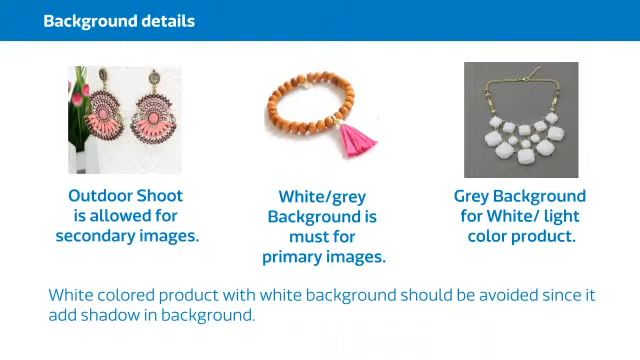 Background details
Outdoor Shoot
is allowed for
secondary images.
White/grey
Background is
must for
primary images.
Grey Background
for White/ light
color product.
White colored product with white background should be avoided since it
add shadow in background.